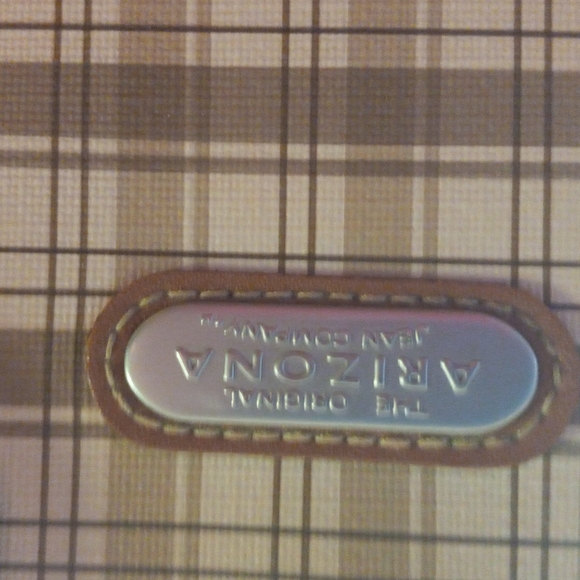 THE ORIGINAL
ARIZONA
JEAN COMPANY